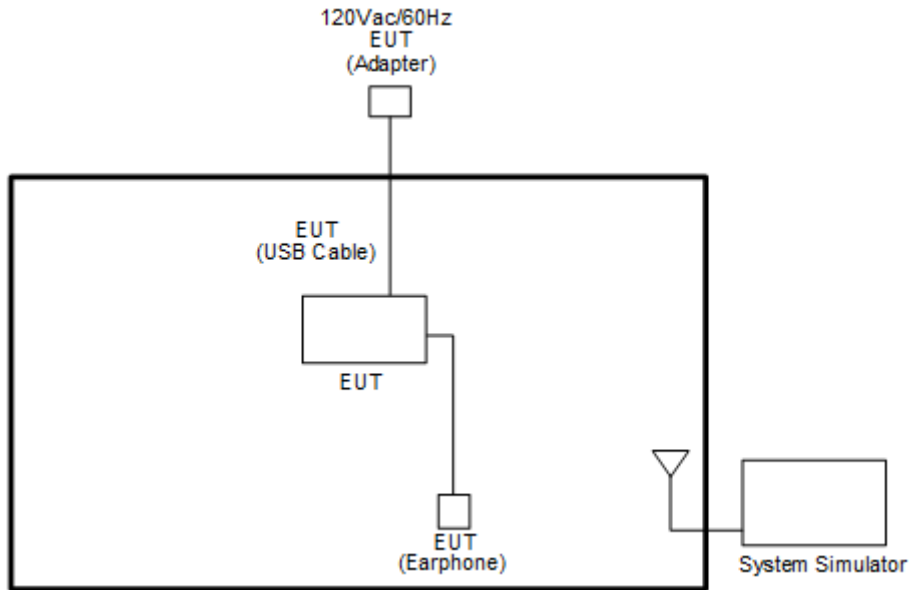 120Vac/60Hz
EUT
(Adapter)
EUT
(USB Cable)
EUT
EUT
(Earphone)
System Simulator